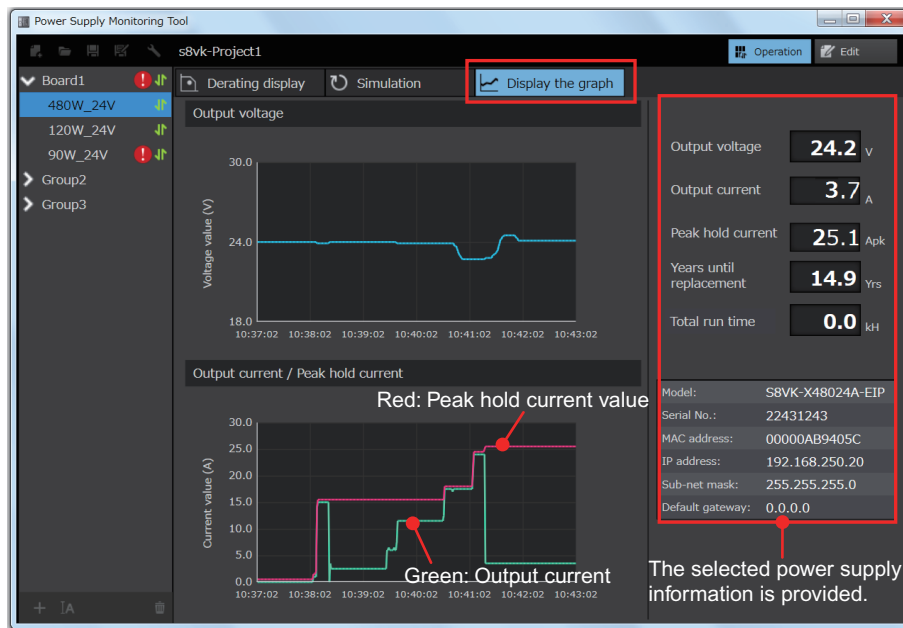 Power Supply Monitoring Tool
s8vk-Project1
Operation
Edit
Board1
480W_24V
120W_24V
90W_24V
Group2
Group3
Derating display
Simulation
Display the graph
Output voltage
Voltage value (V)
30.0
24.0
18.0
10:37:02 10:38:02 10:39:02 10:40:02 10:41:02 10:42:02 10:43:02
Output current / Peak hold current
Red: Peak hold current value
Current value (A)
30.0
25.0
20.0
15.0
10.0
5.0
0.0
Green: Output current
10:37:02 10:38:02 10:39:02 10:40:02 10:41:02 10:42:02 10:43:02
Output voltage 24.2 V
Output current 3.7 A
Peak hold current 25.1 Apk
Years until
replacement 14.9 Yrs
Total run time 0.0 kH
Model: S8VK-X48024A-EIP
Serial No.: 22431243
MAC address: 00000AB9405C
IP address: 192.168.250.20
Sub-net mask: 255.255.255.0
Default gateway: 0.0.0.0
The selected power supply
information is provided.
A